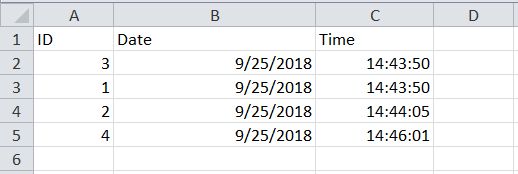 A B C D
1 ID Date Time
2 3 9/25/2018 14:43:50
3 1 9/25/2018 14:43:50
4 2 9/25/2018 14:44:05
5 4 9/25/2018 14:46:01
6